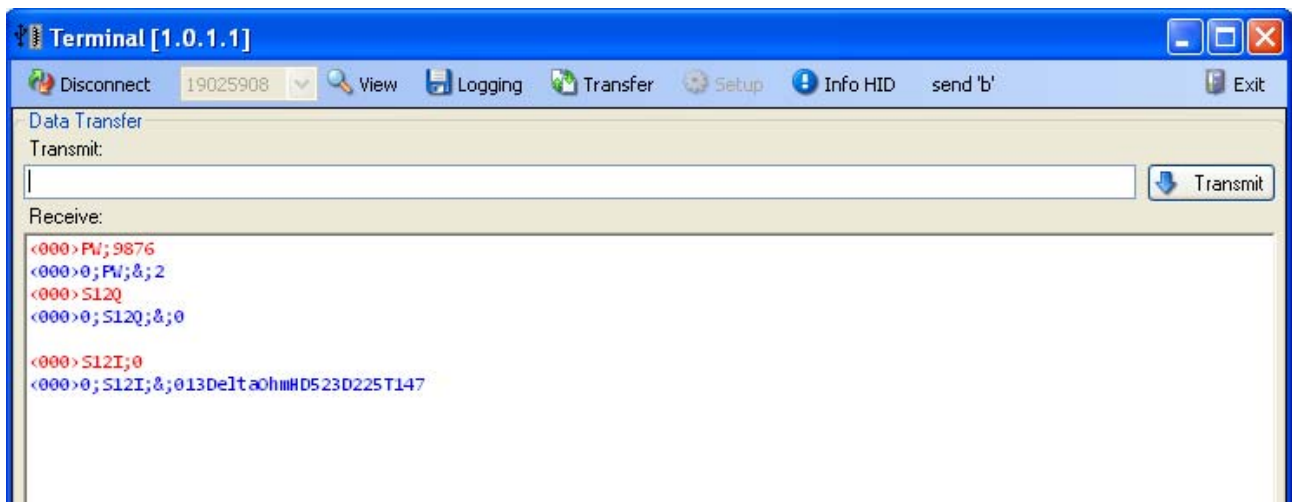 Terminal [1.0.1.1]
Disconnect 19025908 View Logging Transfer Setup Info HID send 'b' Exit
Data Transfer
Transmit:
Transmit
Receive:
<000>PW;9876
<000>0;PW;&;2
<000>S12Q
<000>0;S12Q;&;0
<000>S12I;0
<000>0;S12I;&;013DeltaOhmHD523D225T147